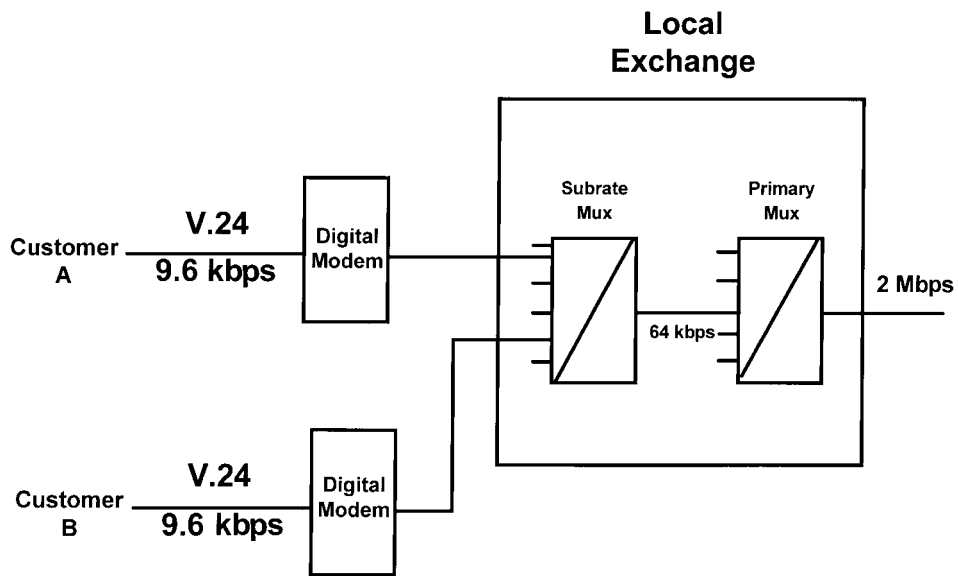 Local
Exchange
Subrate
Mux
Primary
Mux
V.24
Digital
Modem
Customer
A
9.6 kbps
2 Mbps
64 kbps
V.24
Digital
Modem
Customer
B
9.6 kbps